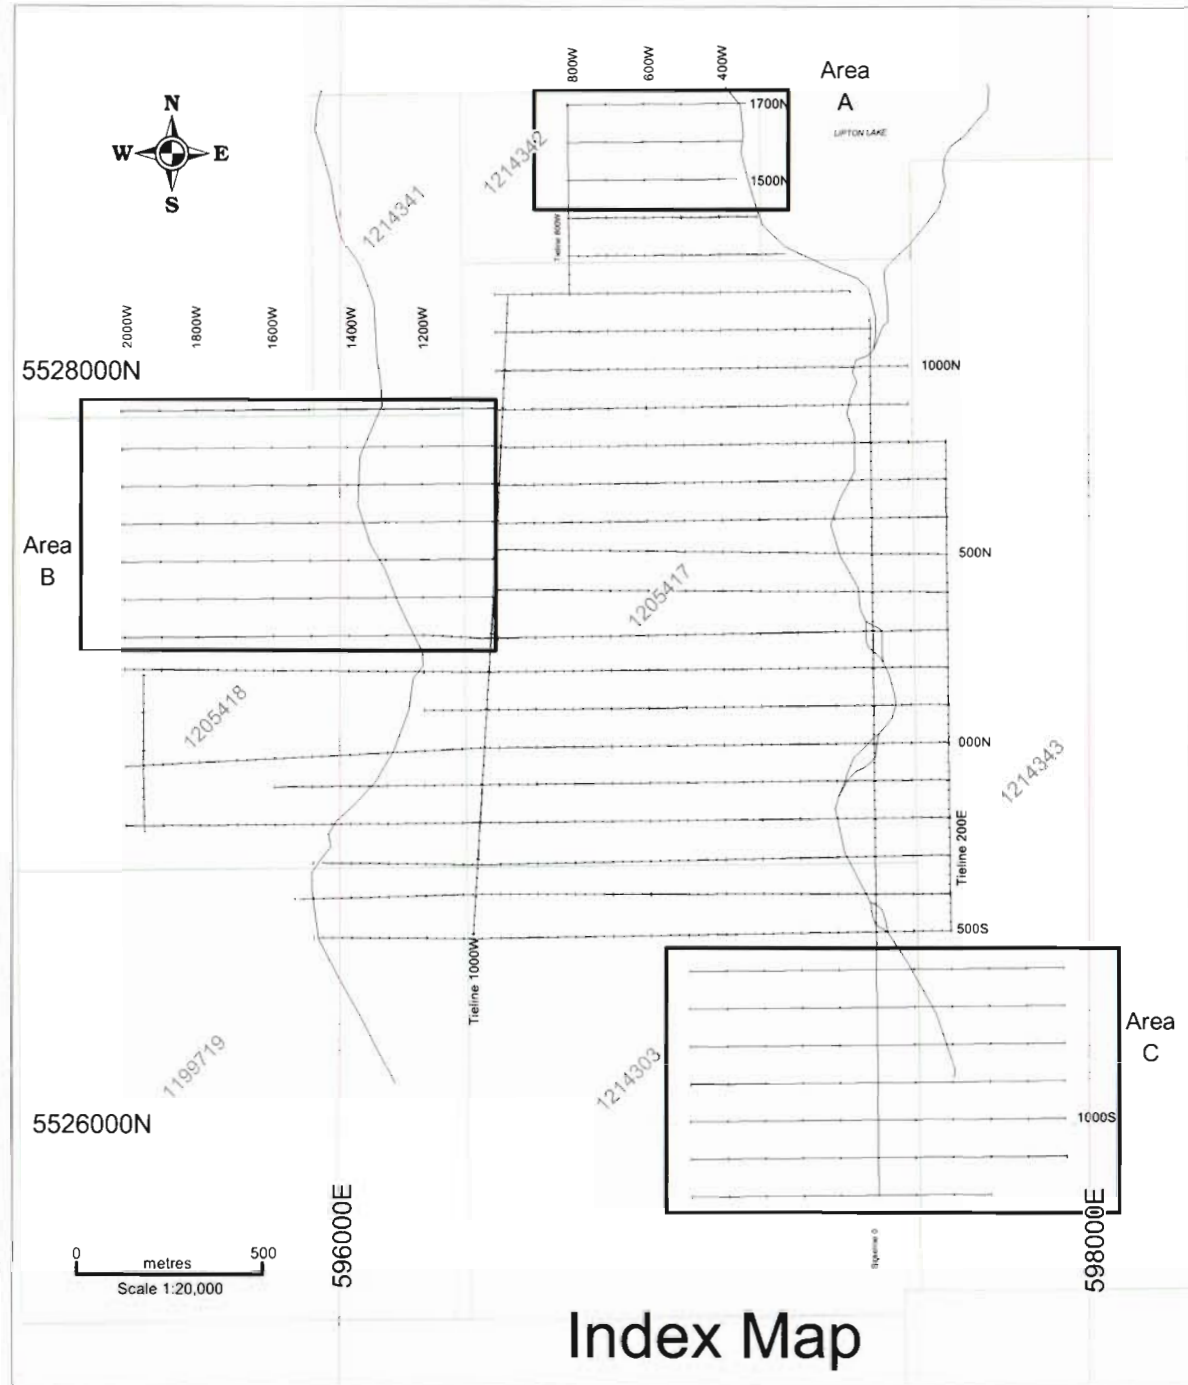 800W
600W
400W
Area
A
N
W E
S
1700N
LIPTON LAKE
1214342
1500N
1214341
Tieline 800W
2000W
1800W
1600W
1400W
1200W
5528000N
1000N
Area
B
500N
1205417
1205418
000N
1214343
Tieline 200E
500S
Tieline 1000W
Area
C
1199719
1214303
1000S
5526000N
596000E
598000E
0 500
metres
Scale 1:20,000
Index Map